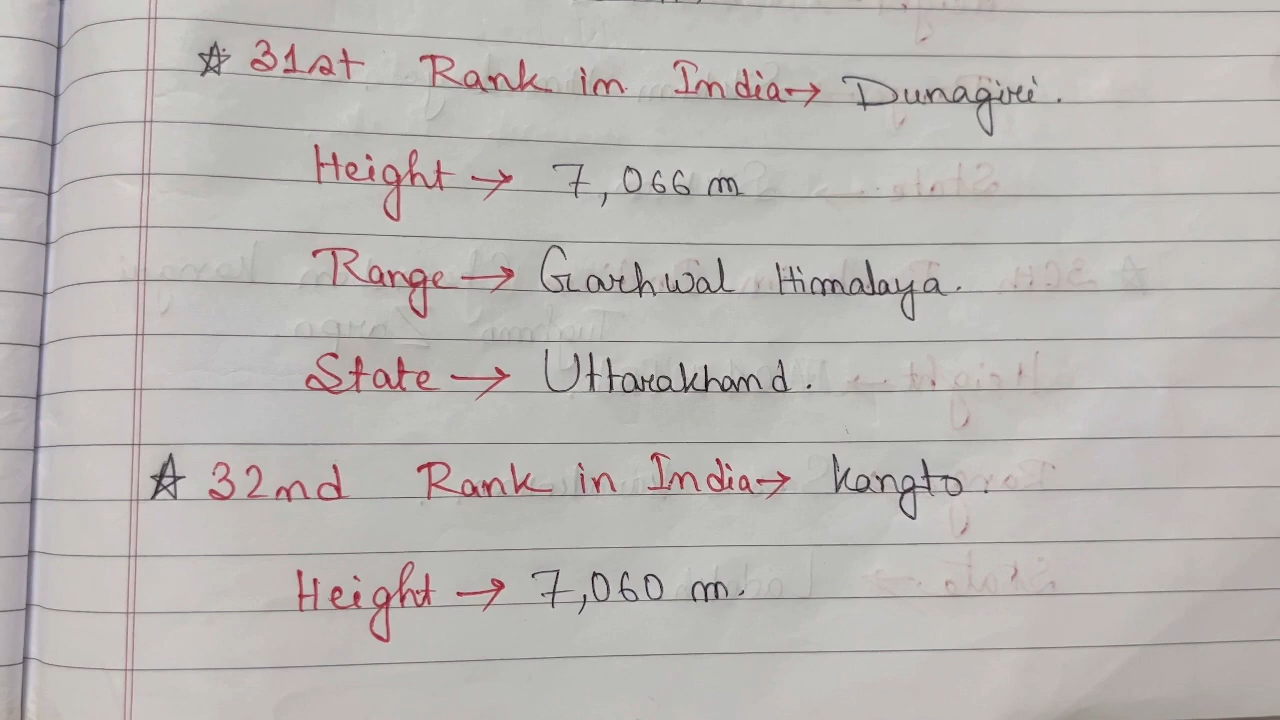 ☆ 31st Rank in India → Dunagiri.
Height → 7,066 m
Range → Garhwal Himalaya.
State → Uttarakhand.
☆ 32nd Rank in India → Kangto.
Height → 7,060 m.